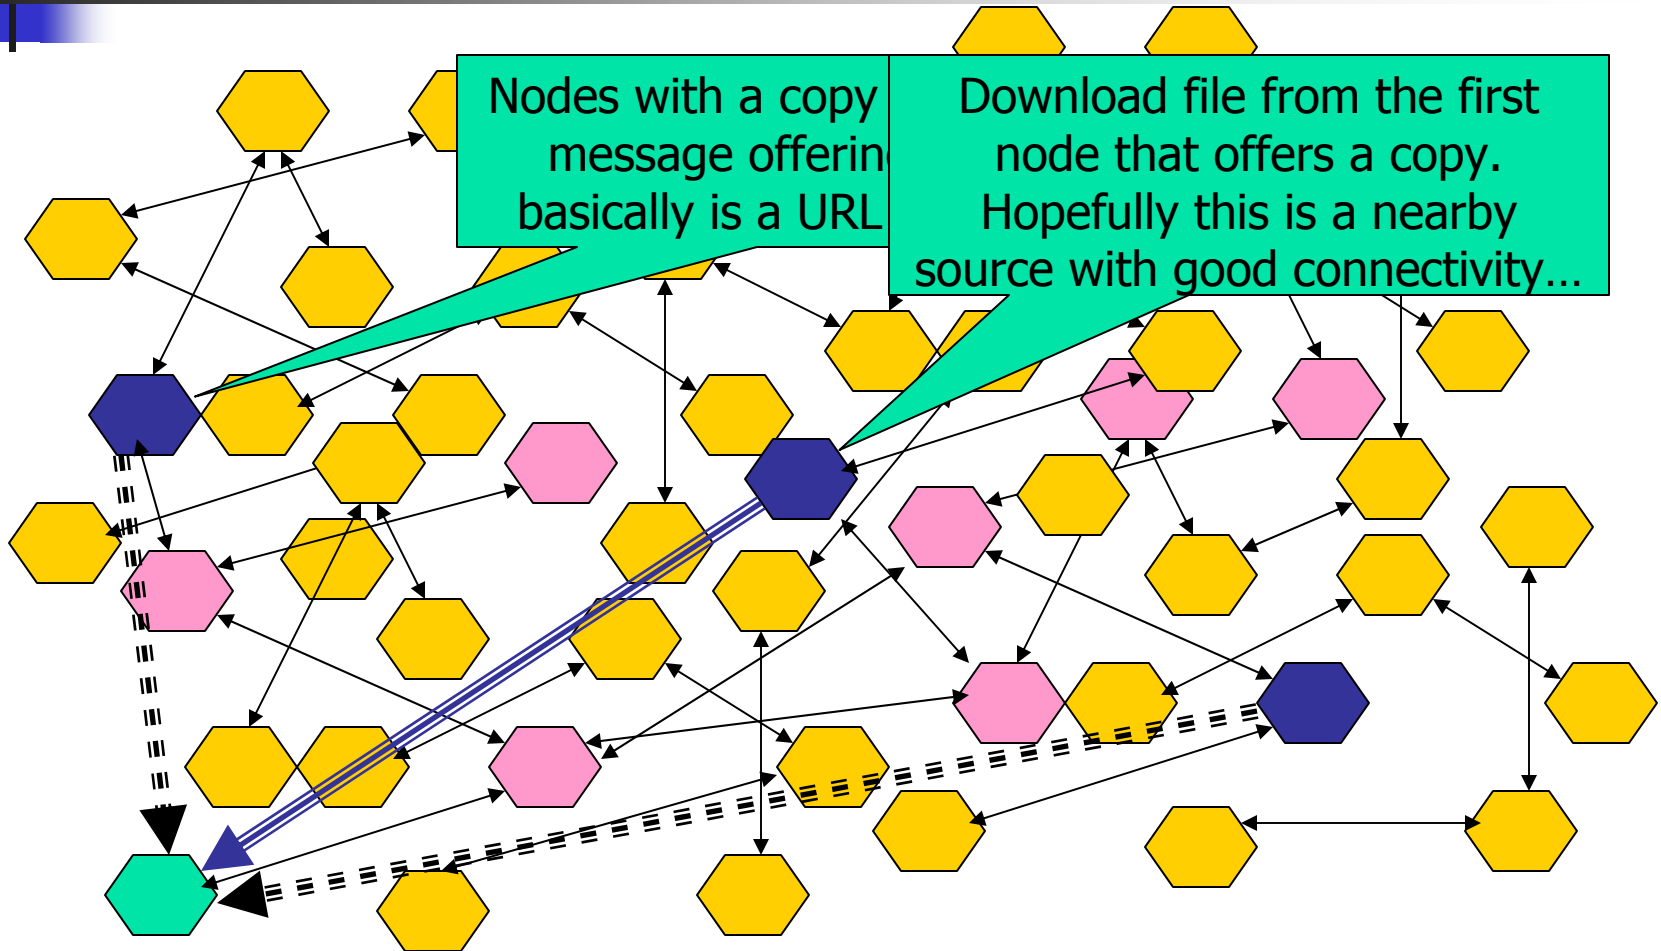 Nodes with a copy
message offering
basically is a URL
Download file from the first
node that offers a copy.
Hopefully this is a nearby
source with good connectivity…